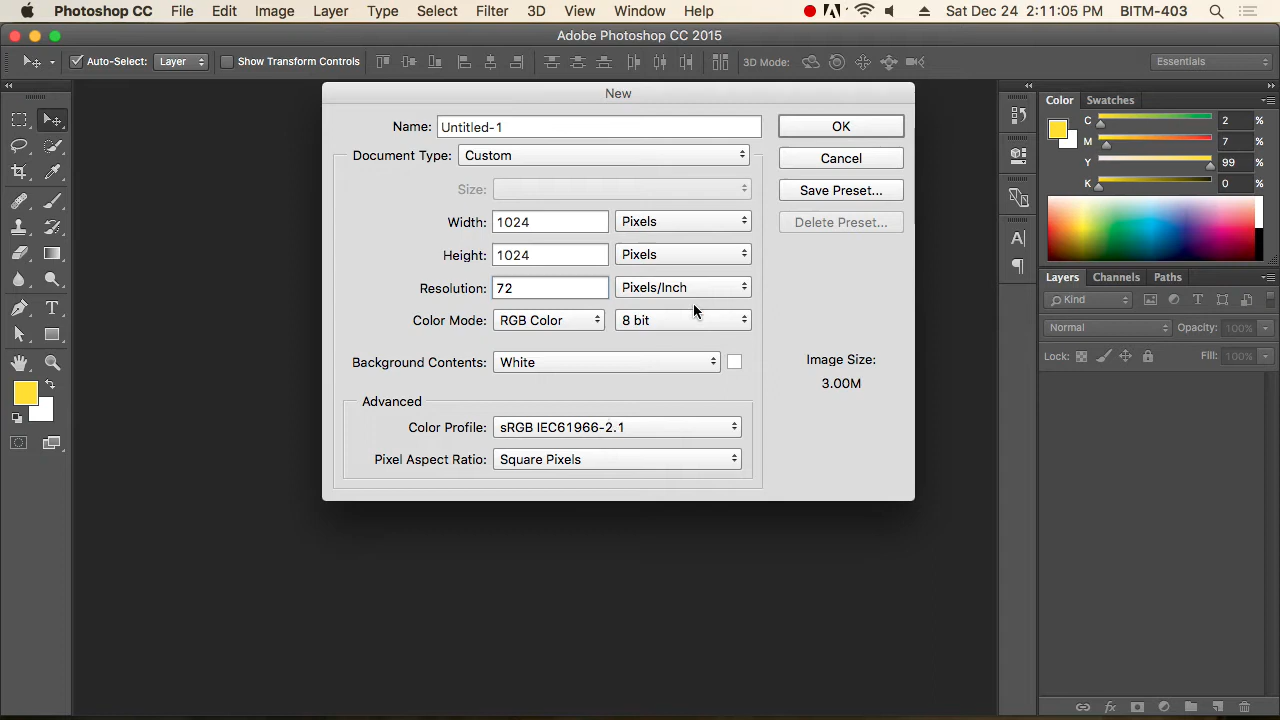 Photoshop CC File Edit Image Layer Type Select Filter 3D View Window Help Sat Dec 24 2:11:05 PM BITM-403
Adobe Photoshop CC 2015
Auto-Select: Layer Show Transform Controls 3D Mode: Essentials
New
Name: Untitled-1 OK
Document Type: Custom Cancel
Size: Save Preset...
Width: 1024 Pixels Delete Preset...
Height: 1024 Pixels
Resolution: 72 Pixels/Inch
Color Mode: RGB Color 8 bit
Background Contents: White
Image Size:
3.00M
Advanced
Color Profile: sRGB IEC61966-2.1
Pixel Aspect Ratio: Square Pixels
Color Swatches
C 2 %
M 7 %
Y 99 %
K 0 %
Layers Channels Paths
Kind
Normal Opacity: 100%
Lock: Fill: 100%